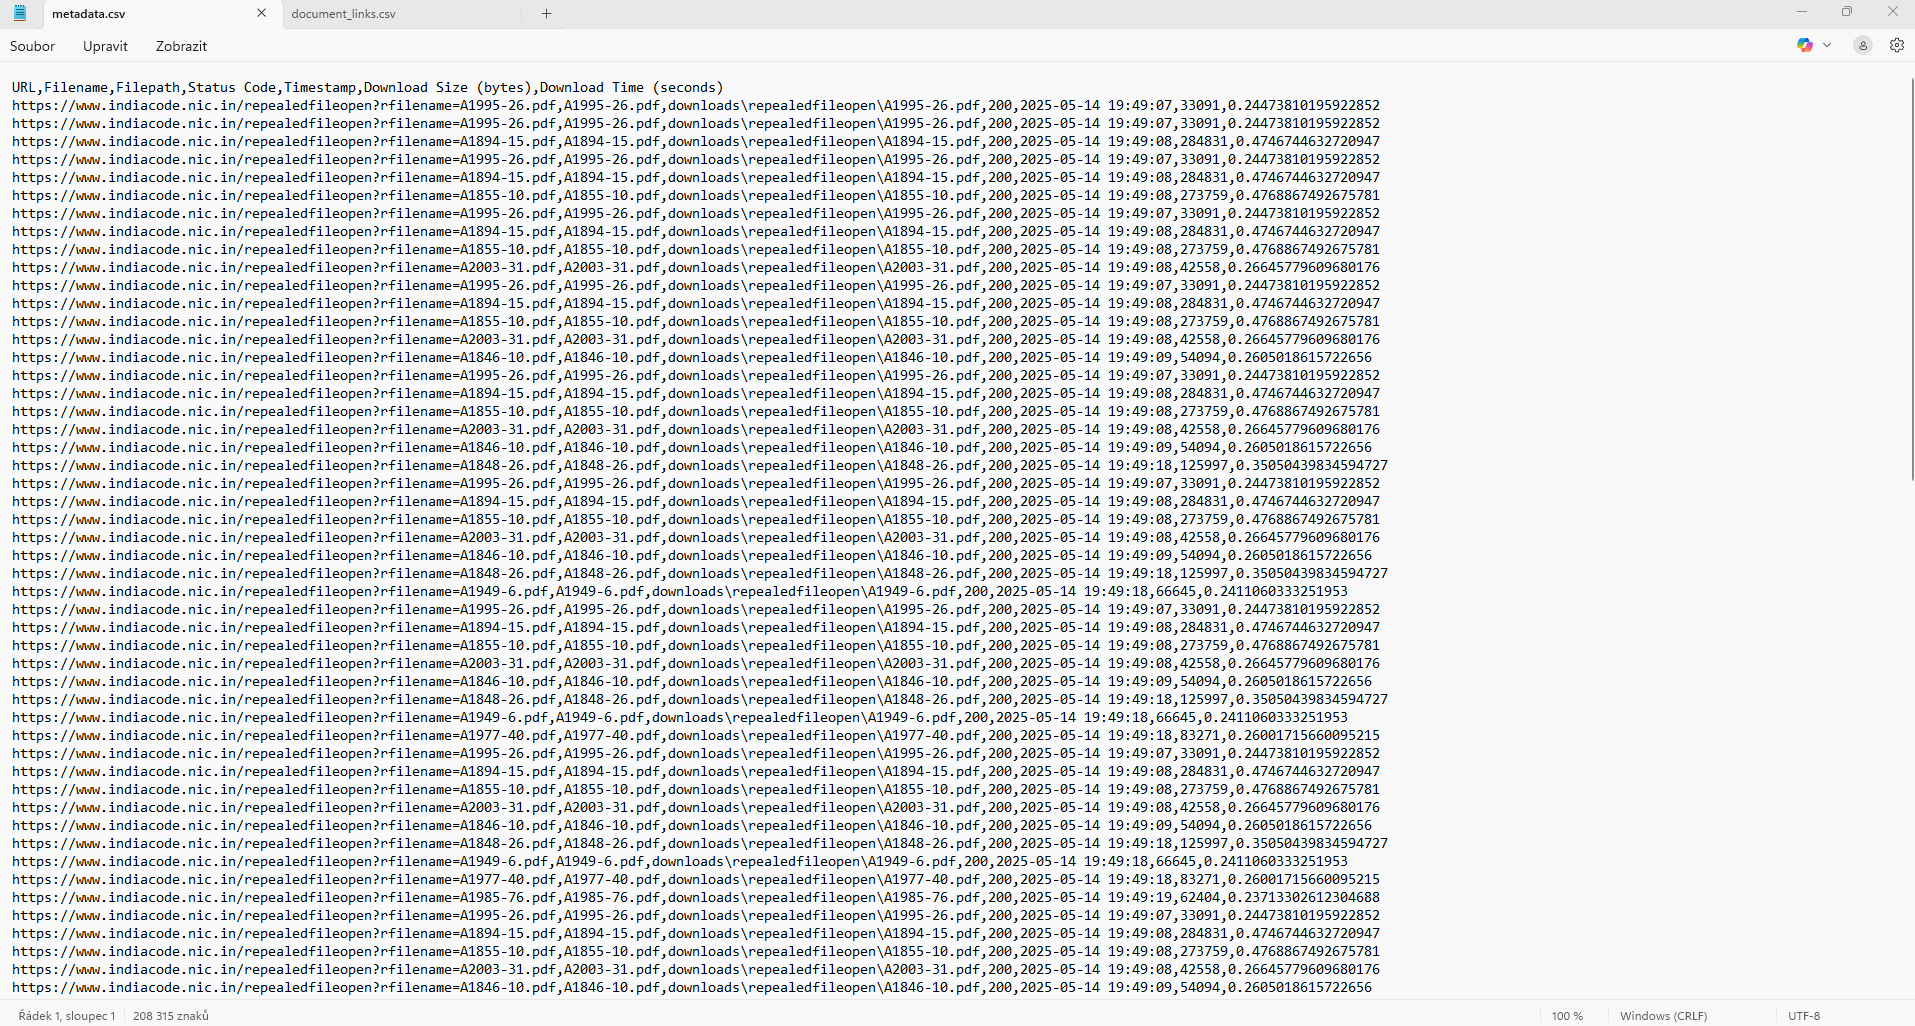 metadata.csv
document_links.csv
Soubor Upravit Zobrazit
URL,Filename,Filepath,Status Code,Timestamp,Download Size (bytes),Download Time (seconds)
https://www.indiacode.nic.in/repealedfileopen?rfilename=A1995-26.pdf,A1995-26.pdf,downloads\repealedfileopen\A1995-26.pdf,200,2025-05-14 19:49:07,33091,0.24473810195922852
https://www.indiacode.nic.in/repealedfileopen?rfilename=A1995-26.pdf,A1995-26.pdf,downloads\repealedfileopen\A1995-26.pdf,200,2025-05-14 19:49:07,33091,0.24473810195922852
https://www.indiacode.nic.in/repealedfileopen?rfilename=A1894-15.pdf,A1894-15.pdf,downloads\repealedfileopen\A1894-15.pdf,200,2025-05-14 19:49:08,284831,0.4746744632720947
https://www.indiacode.nic.in/repealedfileopen?rfilename=A1995-26.pdf,A1995-26.pdf,downloads\repealedfileopen\A1995-26.pdf,200,2025-05-14 19:49:07,33091,0.24473810195922852
https://www.indiacode.nic.in/repealedfileopen?rfilename=A1894-15.pdf,A1894-15.pdf,downloads\repealedfileopen\A1894-15.pdf,200,2025-05-14 19:49:08,284831,0.4746744632720947
https://www.indiacode.nic.in/repealedfileopen?rfilename=A1855-10.pdf,A1855-10.pdf,downloads\repealedfileopen\A1855-10.pdf,200,2025-05-14 19:49:08,273759,0.4768867492675781
https://www.indiacode.nic.in/repealedfileopen?rfilename=A1995-26.pdf,A1995-26.pdf,downloads\repealedfileopen\A1995-26.pdf,200,2025-05-14 19:49:07,33091,0.24473810195922852
https://www.indiacode.nic.in/repealedfileopen?rfilename=A1894-15.pdf,A1894-15.pdf,downloads\repealedfileopen\A1894-15.pdf,200,2025-05-14 19:49:08,284831,0.4746744632720947
https://www.indiacode.nic.in/repealedfileopen?rfilename=A1855-10.pdf,A1855-10.pdf,downloads\repealedfileopen\A1855-10.pdf,200,2025-05-14 19:49:08,273759,0.4768867492675781
https://www.indiacode.nic.in/repealedfileopen?rfilename=A2003-31.pdf,A2003-31.pdf,downloads\repealedfileopen\A2003-31.pdf,200,2025-05-14 19:49:08,42558,0.26645779609680176
https://www.indiacode.nic.in/repealedfileopen?rfilename=A1995-26.pdf,A1995-26.pdf,downloads\repealedfileopen\A1995-26.pdf,200,2025-05-14 19:49:07,33091,0.24473810195922852
https://www.indiacode.nic.in/repealedfileopen?rfilename=A1894-15.pdf,A1894-15.pdf,downloads\repealedfileopen\A1894-15.pdf,200,2025-05-14 19:49:08,284831,0.4746744632720947
https://www.indiacode.nic.in/repealedfileopen?rfilename=A1855-10.pdf,A1855-10.pdf,downloads\repealedfileopen\A1855-10.pdf,200,2025-05-14 19:49:08,273759,0.4768867492675781
https://www.indiacode.nic.in/repealedfileopen?rfilename=A2003-31.pdf,A2003-31.pdf,downloads\repealedfileopen\A2003-31.pdf,200,2025-05-14 19:49:08,42558,0.26645779609680176
https://www.indiacode.nic.in/repealedfileopen?rfilename=A1846-10.pdf,A1846-10.pdf,downloads\repealedfileopen\A1846-10.pdf,200,2025-05-14 19:49:09,54094,0.2605018615722656
https://www.indiacode.nic.in/repealedfileopen?rfilename=A1995-26.pdf,A1995-26.pdf,downloads\repealedfileopen\A1995-26.pdf,200,2025-05-14 19:49:07,33091,0.24473810195922852
https://www.indiacode.nic.in/repealedfileopen?rfilename=A1894-15.pdf,A1894-15.pdf,downloads\repealedfileopen\A1894-15.pdf,200,2025-05-14 19:49:08,284831,0.4746744632720947
https://www.indiacode.nic.in/repealedfileopen?rfilename=A1855-10.pdf,A1855-10.pdf,downloads\repealedfileopen\A1855-10.pdf,200,2025-05-14 19:49:08,273759,0.4768867492675781
https://www.indiacode.nic.in/repealedfileopen?rfilename=A2003-31.pdf,A2003-31.pdf,downloads\repealedfileopen\A2003-31.pdf,200,2025-05-14 19:49:08,42558,0.26645779609680176
https://www.indiacode.nic.in/repealedfileopen?rfilename=A1846-10.pdf,A1846-10.pdf,downloads\repealedfileopen\A1846-10.pdf,200,2025-05-14 19:49:09,54094,0.2605018615722656
https://www.indiacode.nic.in/repealedfileopen?rfilename=A1848-26.pdf,A1848-26.pdf,downloads\repealedfileopen\A1848-26.pdf,200,2025-05-14 19:49:18,125997,0.35050439834594727
https://www.indiacode.nic.in/repealedfileopen?rfilename=A1995-26.pdf,A1995-26.pdf,downloads\repealedfileopen\A1995-26.pdf,200,2025-05-14 19:49:07,33091,0.24473810195922852
https://www.indiacode.nic.in/repealedfileopen?rfilename=A1894-15.pdf,A1894-15.pdf,downloads\repealedfileopen\A1894-15.pdf,200,2025-05-14 19:49:08,284831,0.4746744632720947
https://www.indiacode.nic.in/repealedfileopen?rfilename=A1855-10.pdf,A1855-10.pdf,downloads\repealedfileopen\A1855-10.pdf,200,2025-05-14 19:49:08,273759,0.4768867492675781
https://www.indiacode.nic.in/repealedfileopen?rfilename=A2003-31.pdf,A2003-31.pdf,downloads\repealedfileopen\A2003-31.pdf,200,2025-05-14 19:49:08,42558,0.26645779609680176
https://www.indiacode.nic.in/repealedfileopen?rfilename=A1846-10.pdf,A1846-10.pdf,downloads\repealedfileopen\A1846-10.pdf,200,2025-05-14 19:49:09,54094,0.2605018615722656
https://www.indiacode.nic.in/repealedfileopen?rfilename=A1848-26.pdf,A1848-26.pdf,downloads\repealedfileopen\A1848-26.pdf,200,2025-05-14 19:49:18,125997,0.35050439834594727
https://www.indiacode.nic.in/repealedfileopen?rfilename=A1949-6.pdf,A1949-6.pdf,downloads\repealedfileopen\A1949-6.pdf,200,2025-05-14 19:49:18,66645,0.2411060333251953
https://www.indiacode.nic.in/repealedfileopen?rfilename=A1995-26.pdf,A1995-26.pdf,downloads\repealedfileopen\A1995-26.pdf,200,2025-05-14 19:49:07,33091,0.24473810195922852
https://www.indiacode.nic.in/repealedfileopen?rfilename=A1894-15.pdf,A1894-15.pdf,downloads\repealedfileopen\A1894-15.pdf,200,2025-05-14 19:49:08,284831,0.4746744632720947
https://www.indiacode.nic.in/repealedfileopen?rfilename=A1855-10.pdf,A1855-10.pdf,downloads\repealedfileopen\A1855-10.pdf,200,2025-05-14 19:49:08,273759,0.4768867492675781
https://www.indiacode.nic.in/repealedfileopen?rfilename=A2003-31.pdf,A2003-31.pdf,downloads\repealedfileopen\A2003-31.pdf,200,2025-05-14 19:49:08,42558,0.26645779609680176
https://www.indiacode.nic.in/repealedfileopen?rfilename=A1846-10.pdf,A1846-10.pdf,downloads\repealedfileopen\A1846-10.pdf,200,2025-05-14 19:49:09,54094,0.2605018615722656
https://www.indiacode.nic.in/repealedfileopen?rfilename=A1848-26.pdf,A1848-26.pdf,downloads\repealedfileopen\A1848-26.pdf,200,2025-05-14 19:49:18,125997,0.35050439834594727
https://www.indiacode.nic.in/repealedfileopen?rfilename=A1949-6.pdf,A1949-6.pdf,downloads\repealedfileopen\A1949-6.pdf,200,2025-05-14 19:49:18,66645,0.2411060333251953
https://www.indiacode.nic.in/repealedfileopen?rfilename=A1977-40.pdf,A1977-40.pdf,downloads\repealedfileopen\A1977-40.pdf,200,2025-05-14 19:49:18,83271,0.26001715660095215
https://www.indiacode.nic.in/repealedfileopen?rfilename=A1995-26.pdf,A1995-26.pdf,downloads\repealedfileopen\A1995-26.pdf,200,2025-05-14 19:49:07,33091,0.24473810195922852
https://www.indiacode.nic.in/repealedfileopen?rfilename=A1894-15.pdf,A1894-15.pdf,downloads\repealedfileopen\A1894-15.pdf,200,2025-05-14 19:49:08,284831,0.4746744632720947
https://www.indiacode.nic.in/repealedfileopen?rfilename=A1855-10.pdf,A1855-10.pdf,downloads\repealedfileopen\A1855-10.pdf,200,2025-05-14 19:49:08,273759,0.4768867492675781
https://www.indiacode.nic.in/repealedfileopen?rfilename=A2003-31.pdf,A2003-31.pdf,downloads\repealedfileopen\A2003-31.pdf,200,2025-05-14 19:49:08,42558,0.26645779609680176
https://www.indiacode.nic.in/repealedfileopen?rfilename=A1846-10.pdf,A1846-10.pdf,downloads\repealedfileopen\A1846-10.pdf,200,2025-05-14 19:49:09,54094,0.2605018615722656
https://www.indiacode.nic.in/repealedfileopen?rfilename=A1848-26.pdf,A1848-26.pdf,downloads\repealedfileopen\A1848-26.pdf,200,2025-05-14 19:49:18,125997,0.35050439834594727
https://www.indiacode.nic.in/repealedfileopen?rfilename=A1949-6.pdf,A1949-6.pdf,downloads\repealedfileopen\A1949-6.pdf,200,2025-05-14 19:49:18,66645,0.2411060333251953
https://www.indiacode.nic.in/repealedfileopen?rfilename=A1977-40.pdf,A1977-40.pdf,downloads\repealedfileopen\A1977-40.pdf,200,2025-05-14 19:49:18,83271,0.26001715660095215
https://www.indiacode.nic.in/repealedfileopen?rfilename=A1985-76.pdf,A1985-76.pdf,downloads\repealedfileopen\A1985-76.pdf,200,2025-05-14 19:49:19,62404,0.23713302612304688
https://www.indiacode.nic.in/repealedfileopen?rfilename=A1995-26.pdf,A1995-26.pdf,downloads\repealedfileopen\A1995-26.pdf,200,2025-05-14 19:49:07,33091,0.24473810195922852
https://www.indiacode.nic.in/repealedfileopen?rfilename=A1894-15.pdf,A1894-15.pdf,downloads\repealedfileopen\A1894-15.pdf,200,2025-05-14 19:49:08,284831,0.4746744632720947
https://www.indiacode.nic.in/repealedfileopen?rfilename=A1855-10.pdf,A1855-10.pdf,downloads\repealedfileopen\A1855-10.pdf,200,2025-05-14 19:49:08,273759,0.4768867492675781
https://www.indiacode.nic.in/repealedfileopen?rfilename=A2003-31.pdf,A2003-31.pdf,downloads\repealedfileopen\A2003-31.pdf,200,2025-05-14 19:49:08,42558,0.26645779609680176
https://www.indiacode.nic.in/repealedfileopen?rfilename=A1846-10.pdf,A1846-10.pdf,downloads\repealedfileopen\A1846-10.pdf,200,2025-05-14 19:49:09,54094,0.2605018615722656
Řádek 1, sloupec 1 208 315 znaků 100 % Windows (CRLF) UTF-8